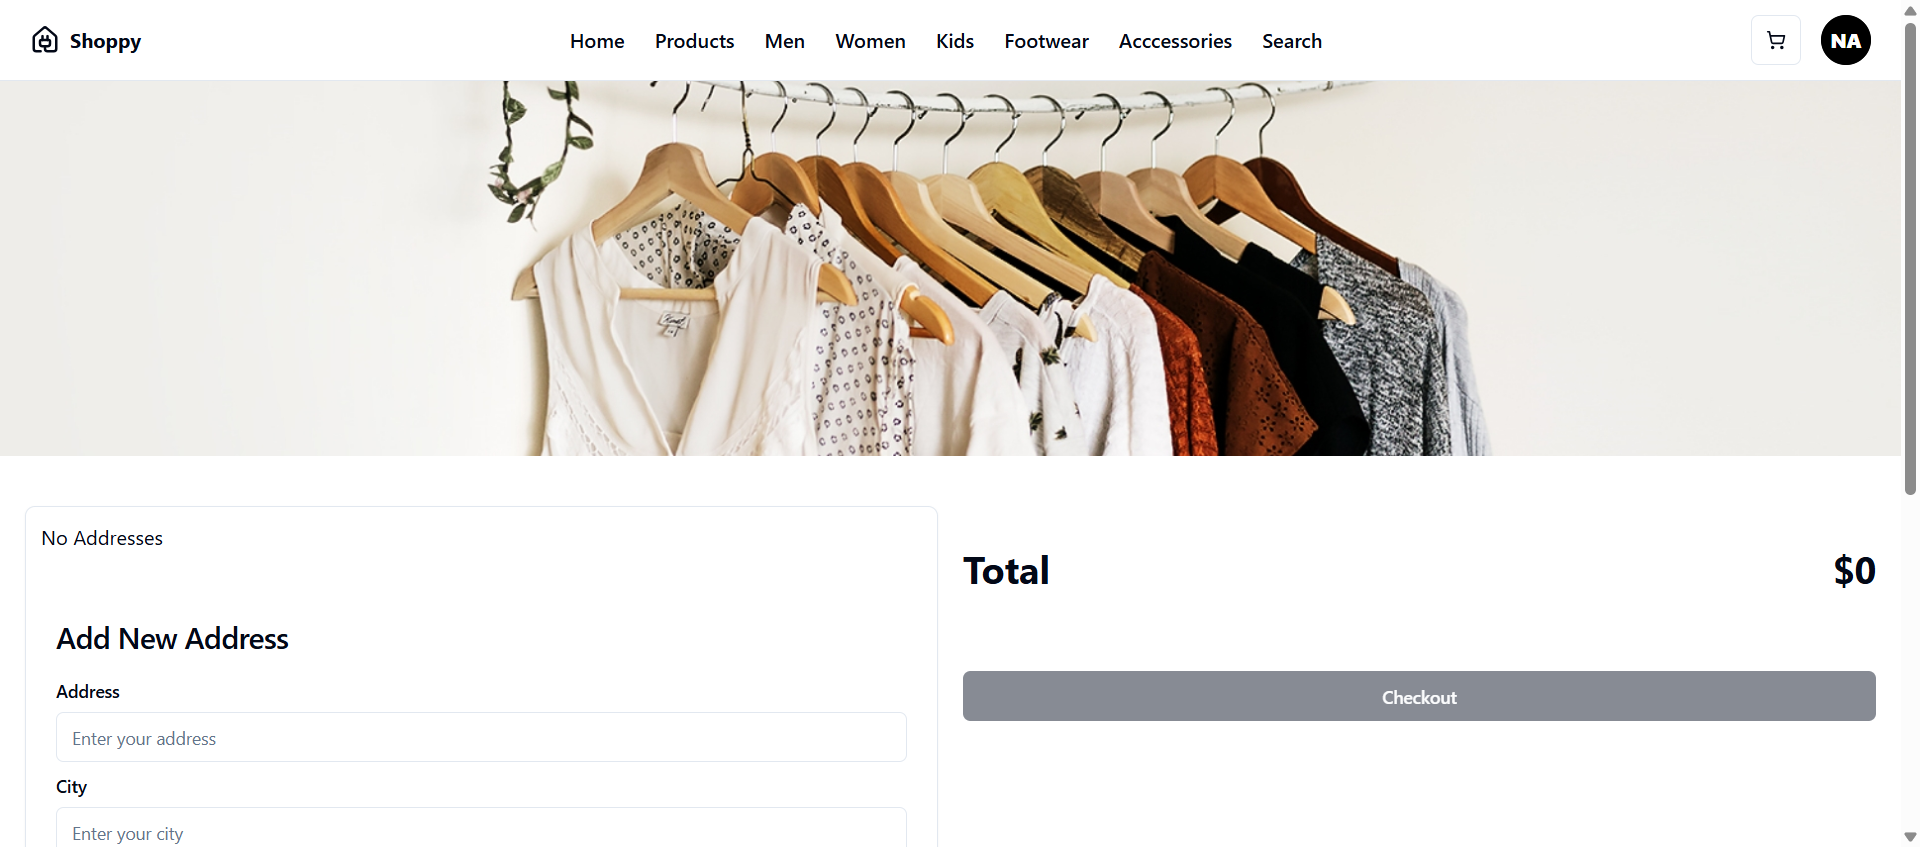 Shoppy
Home Products Men Women Kids Footwear Acccessories Search
NA
No Addresses
Total $0
Add New Address
Address
Enter your address
Checkout
City
Enter your city